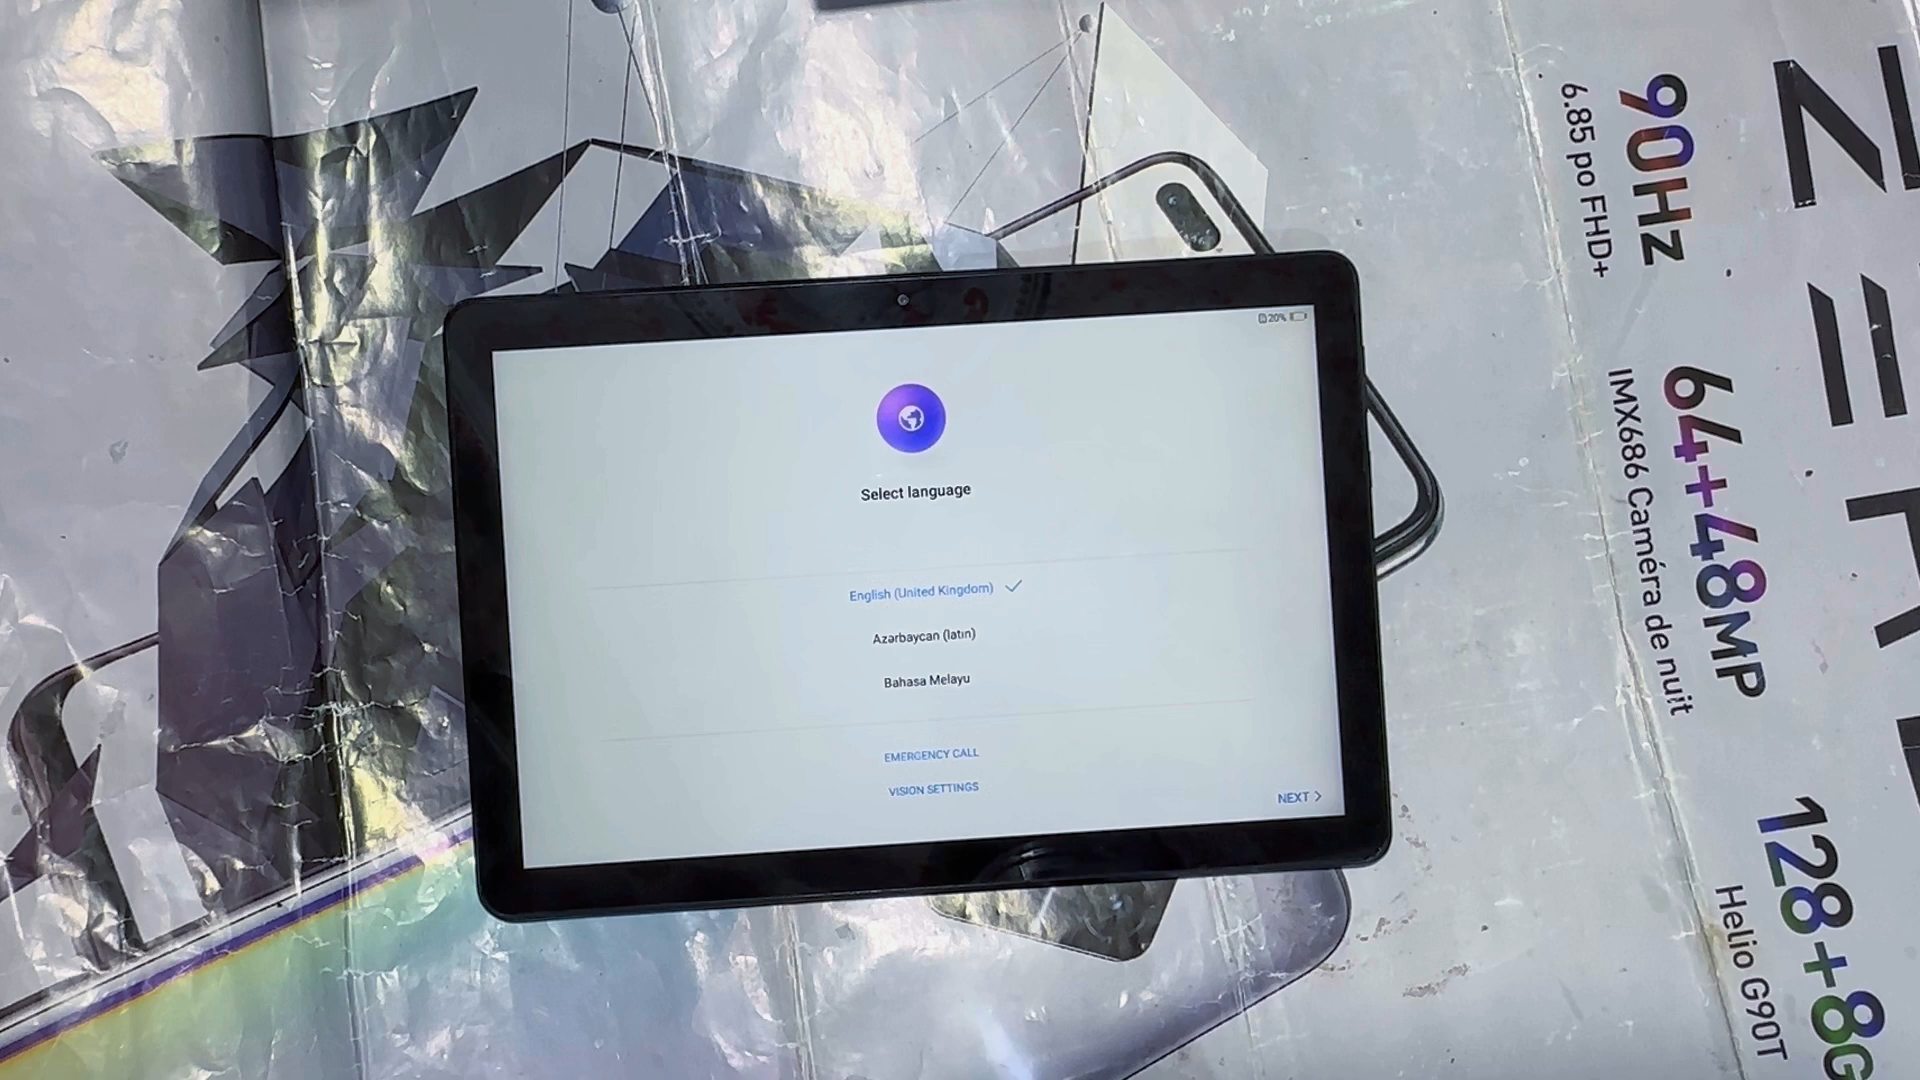 20%
Select language
English (United Kingdom)
Azərbaycan (latın)
Bahasa Melayu
EMERGENCY CALL
VISION SETTINGS
NEXT
90Hz
6.85 po FHD+
64+48MP
IMX686 Caméra de nuit
128+8G
Helio G90T